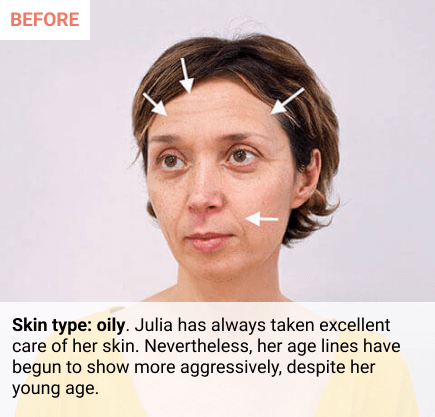 BEFORE
Skin type: oily. Julia has always taken excellent
care of her skin. Nevertheless, her age lines have
begun to show more aggressively, despite her
young age.